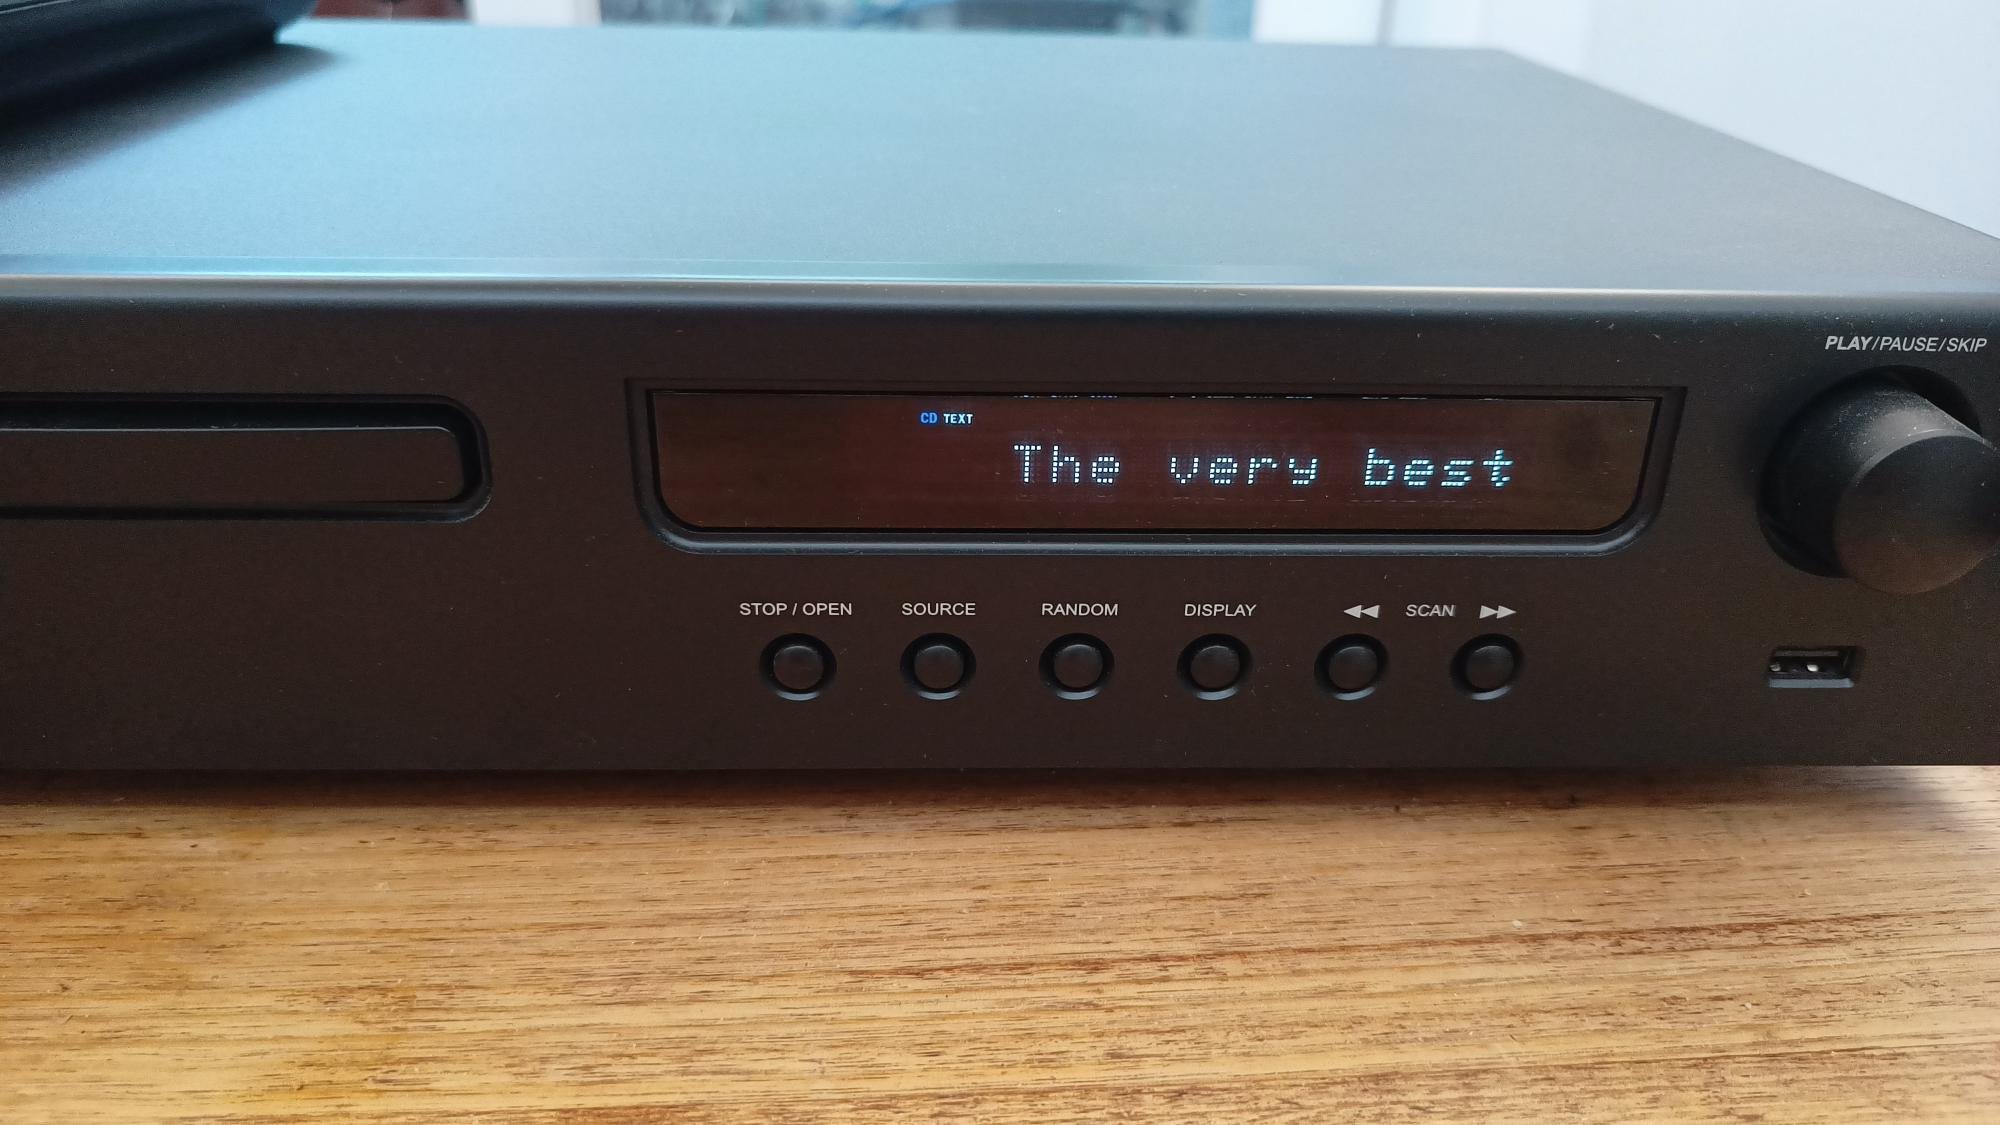 PLAY/PAUSE/SKIP
CD TEXT
The very best
STOP / OPEN SOURCE RANDOM DISPLAY ◀◀ SCAN ▶▶